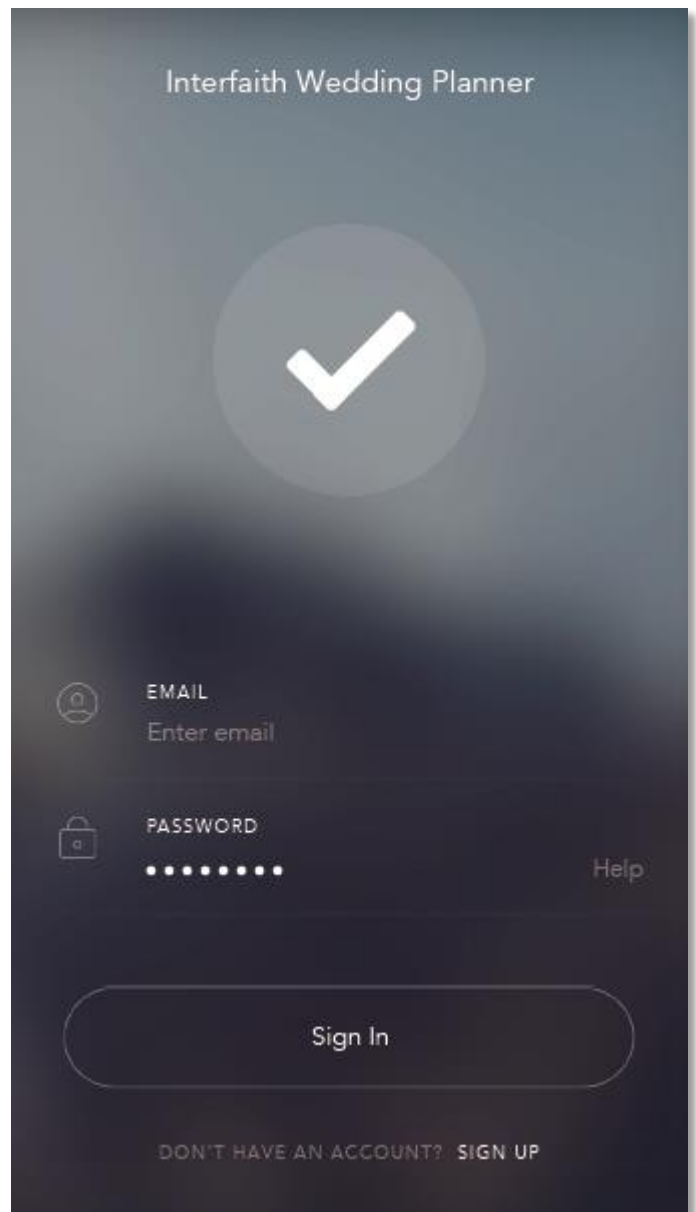 Interfaith Wedding Planner
EMAIL
Enter email
PASSWORD
Help
Sign In
DON'T HAVE AN ACCOUNT? SIGN UP